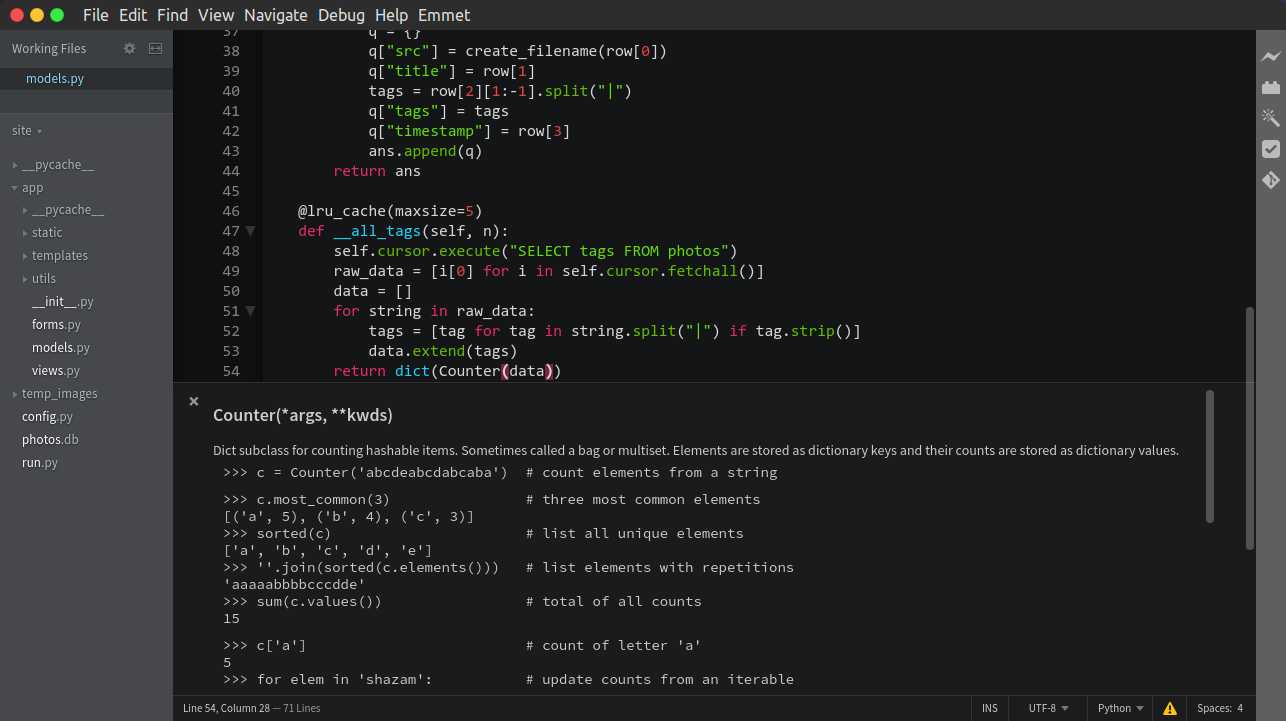 File Edit Find View Navigate Debug Help Emmet
Working Files
models.py
site
__pycache__
app
__pycache__
static
templates
utils
__init__.py
forms.py
models.py
views.py
temp_images
config.py
photos.db
run.py
37 q = {}
38 q["src"] = create_filename(row[0])
39 q["title"] = row[1]
40 tags = row[2][1:-1].split("|")
41 q["tags"] = tags
42 q["timestamp"] = row[3]
43 ans.append(q)
44 return ans
45
46 @lru_cache(maxsize=5)
47 def __all_tags(self, n):
48 self.cursor.execute("SELECT tags FROM photos")
49 raw_data = [i[0] for i in self.cursor.fetchall()]
50 data = []
51 for string in raw_data:
52 tags = [tag for tag in string.split("|") if tag.strip()]
53 data.extend(tags)
54 return dict(Counter(data))
×
Counter(*args, **kwds)
Dict subclass for counting hashable items. Sometimes called a bag or multiset. Elements are stored as dictionary keys and their counts are stored as dictionary values.
>>> c = Counter('abcdeabcdabcaba') # count elements from a string
>>> c.most_common(3) # three most common elements
[('a', 5), ('b', 4), ('c', 3)]
>>> sorted(c) # list all unique elements
['a', 'b', 'c', 'd', 'e']
>>> ''.join(sorted(c.elements())) # list elements with repetitions
'aaaaabbbbcccdde'
>>> sum(c.values()) # total of all counts
15
>>> c['a'] # count of letter 'a'
5
>>> for elem in 'shazam': # update counts from an iterable
Line 54, Column 28 — 71 Lines
INS UTF-8 Python Spaces: 4